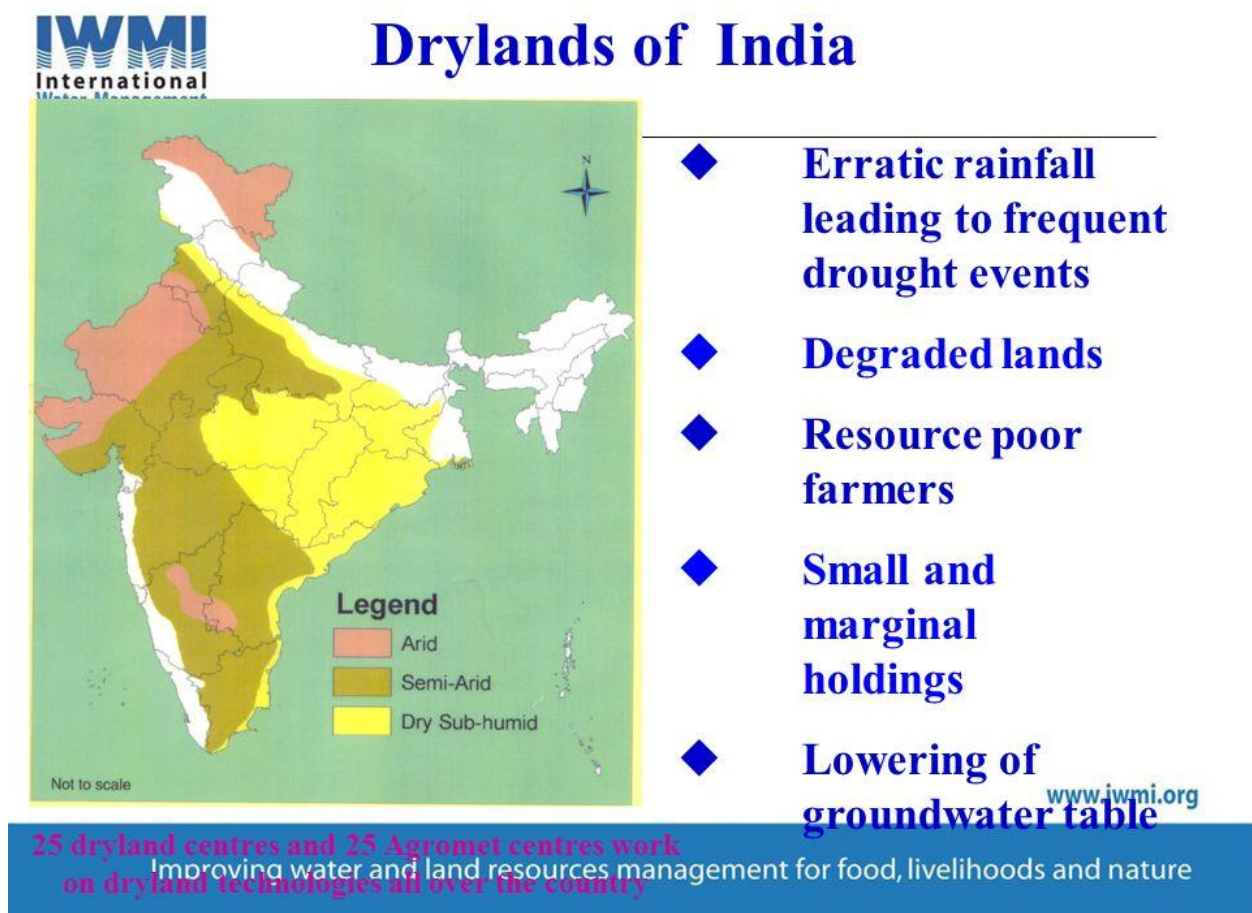 IWMI
International
Water Management
Drylands of India
N
Legend
Arid
Semi-Arid
Dry Sub-humid
Not to scale
Erratic rainfall
leading to frequent
drought events
Degraded lands
Resource poor
farmers
Small and
marginal
holdings
Lowering of
groundwater table
www.iwmi.org
25 dryland centres and 25 Agromet centres work
on dryland technologies all over the country
Improving water and land resources management for food, livelihoods and nature